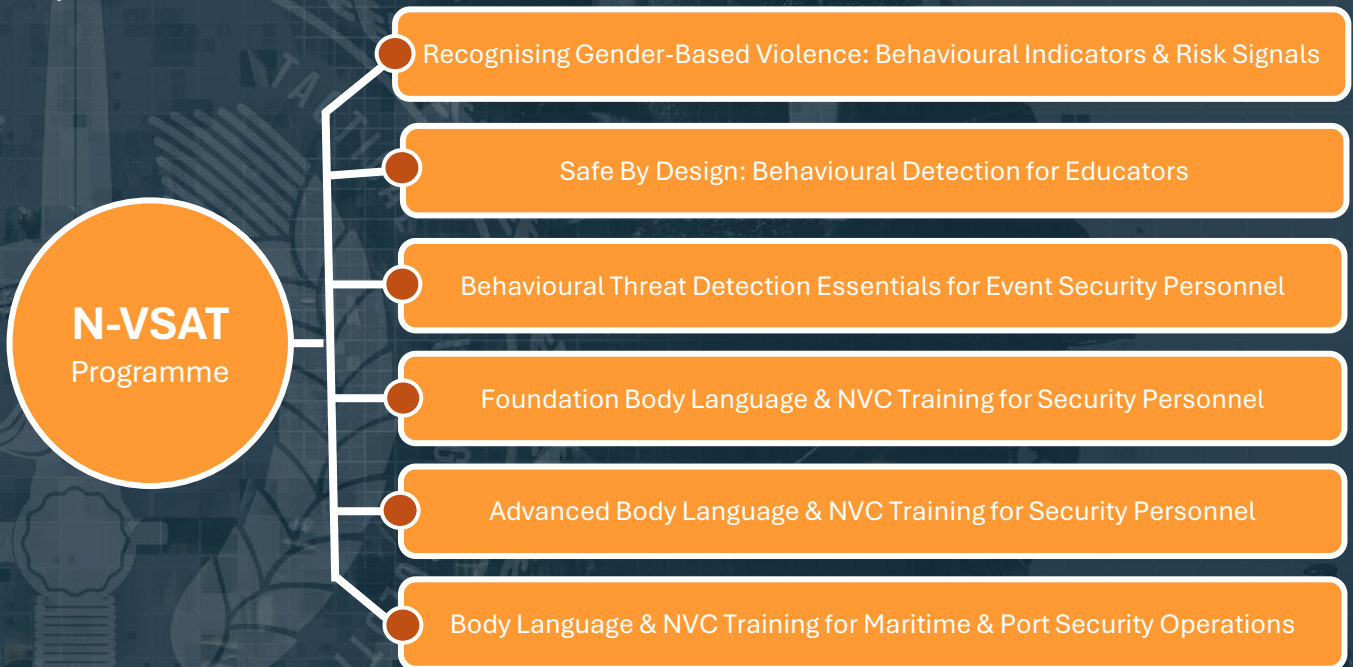 Recognising Gender-Based Violence: Behavioural Indicators & Risk Signals
Safe By Design: Behavioural Detection for Educators
Behavioural Threat Detection Essentials for Event Security Personnel
N-VSAT
Programme
Foundation Body Language & NVC Training for Security Personnel
Advanced Body Language & NVC Training for Security Personnel
Body Language & NVC Training for Maritime & Port Security Operations